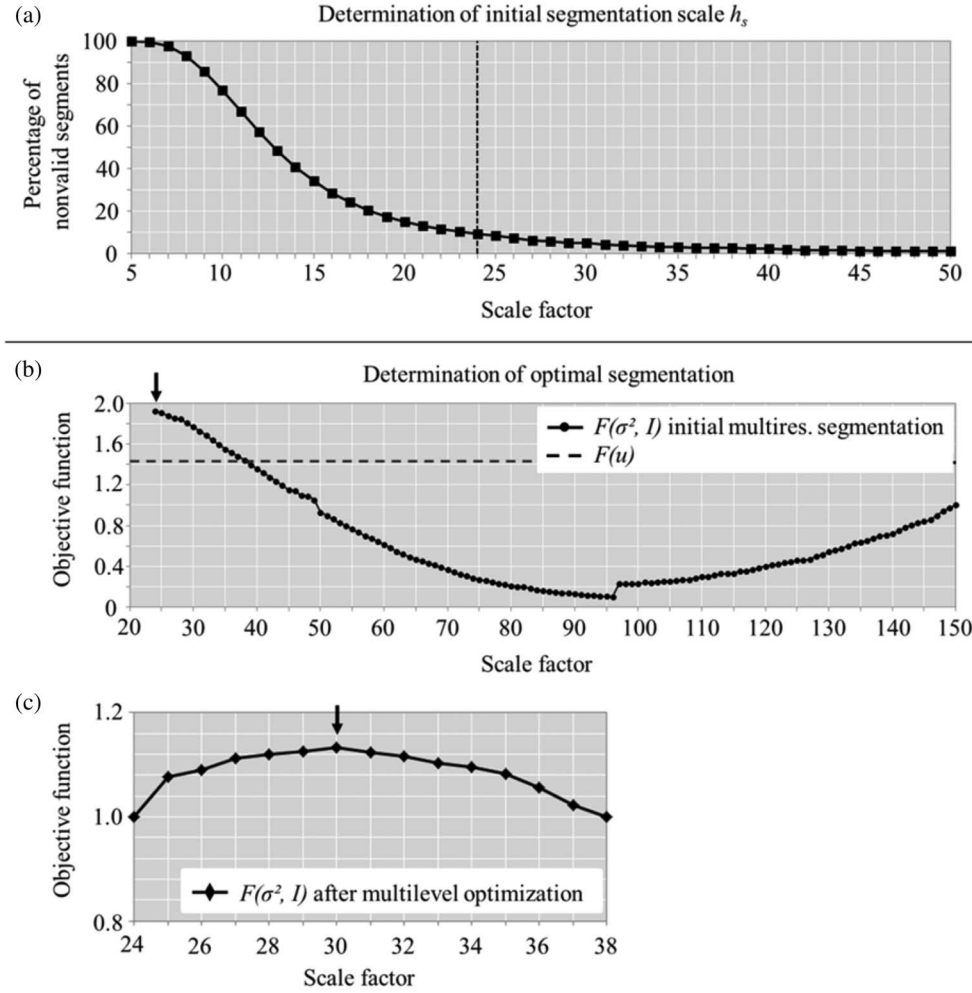 (a)
Determination of initial segmentation scale hs
Percentage of
nonvalid segments
100
80
60
40
20
0
5 10 15 20 25 30 35 40 45 50
Scale factor
(b)
Determination of optimal segmentation
Objective function
2.0
1.6
1.2
0.8
0.4
0
F(σ², I) initial multires. segmentation
F(u)
20 30 40 50 60 70 80 90 100 110 120 130 140 150
Scale factor
(c)
Objective function
1.2
1.0
0.8
F(σ², I) after multilevel optimization
24 26 28 30 32 34 36 38
Scale factor